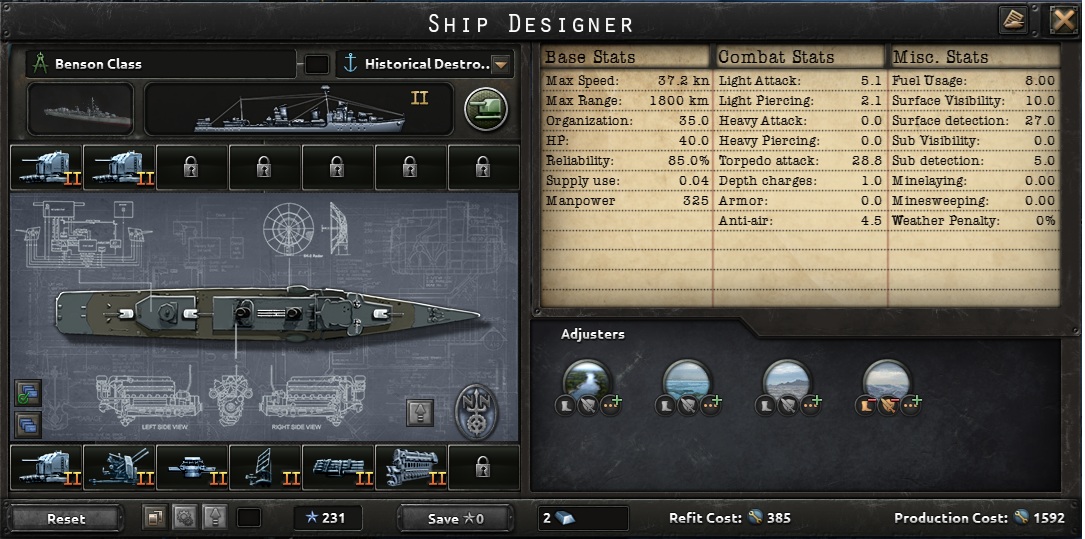 Ship Designer
Benson Class
Historical Destro..
II
II II
LEFT SIDE VIEW RIGHT SIDE VIEW
II II II II II II
Reset
231
Save 0
Base Stats Combat Stats Misc. Stats
Max Speed: 37.2 kn Light Attack: 5.1 Fuel Usage: 8.00
Max Range: 1800 km Light Piercing: 2.1 Surface Visibility: 10.0
Organization: 35.0 Heavy Attack: 0.0 Surface detection: 27.0
HP: 40.0 Heavy Piercing: 0.0 Sub Visibility: 0.0
Reliability: 85.0% Torpedo attack: 28.8 Sub detection: 5.0
Supply use: 0.04 Depth charges: 1.0 Minelaying: 0.00
Manpower 325 Armor: 0.0 Minesweeping: 0.00
Anti-air: 4.5 Weather Penalty: 0%
Adjusters
2
Refit Cost: 385
Production Cost: 1592